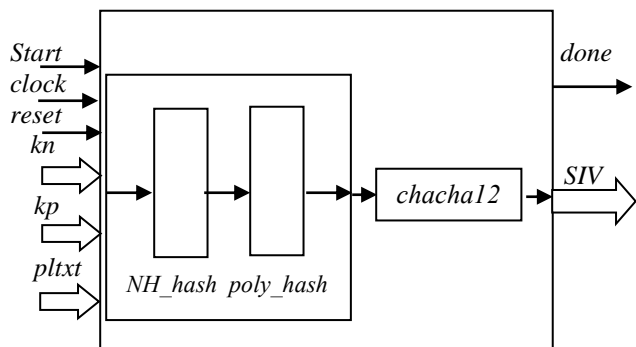 Start
clock
reset
kn
kp
pltxt
NH_hash poly_hash
chacha12
done
SIV